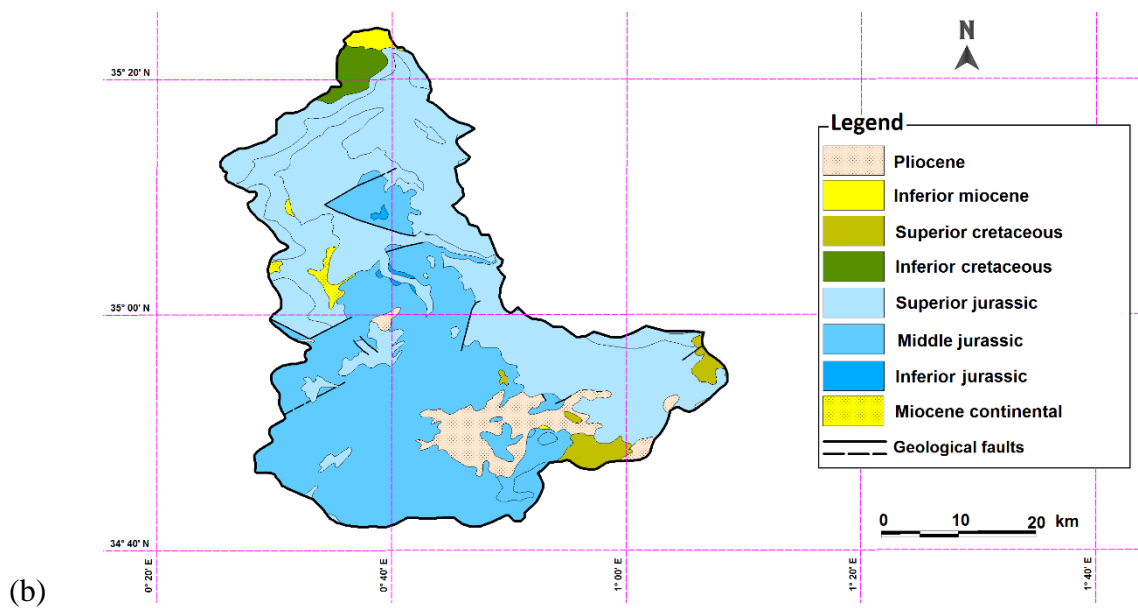 N
35° 20' N
Legend
Pliocene
Inferior miocene
Superior cretaceous
Inferior cretaceous
Superior jurassic
35° 00' N
Middle jurassic
Inferior jurassic
Miocene continental
Geological faults
0 10 20 km
34° 40' N
0° 20' E
0° 40' E
1° 00' E
1° 20' E
1° 40' E
(b)